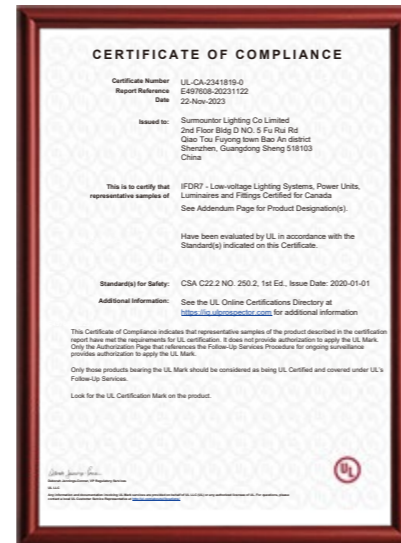 CERTIFICATE OF COMPLIANCE
Certificate Number UL-CA-2341819-0
Report Reference E497608-20231122
Date 22-Nov-2023
Issued to: Surmountor Lighting Co Limited
2nd Floor Bldg D NO. 5 Fu Rui Rd
Qiao Tou Fuyong town Bao An district
Shenzhen, Guangdong Sheng 518103
China
This is to certify that IFDR7 - Low-voltage Lighting Systems, Power Units,
representative samples of Luminaires and Fittings Certified for Canada
See Addendum Page for Product Designation(s).
Have been evaluated by UL in accordance with the
Standard(s) indicated on this Certificate.
Standard(s) for Safety: CSA C22.2 NO. 250.2, 1st Ed., Issue Date: 2020-01-01
Additional Information: See the UL Online Certifications Directory at
https://iq.ulprospector.com for additional information
This Certificate of Compliance indicates that representative samples of the product described in the certification
report have met the requirements for UL certification. It does not provide authorization to apply the UL Mark.
Only the Authorization Page that references the Follow-Up Services Procedure for ongoing surveillance
provides authorization to apply the UL Mark.
Only those products bearing the UL Mark should be considered as being UL Certified and covered under UL's
Follow-Up Services.
Look for the UL Certification Mark on the product.
UL
Deborah Jennings-Conner, VP Regulatory Services
UL LLC